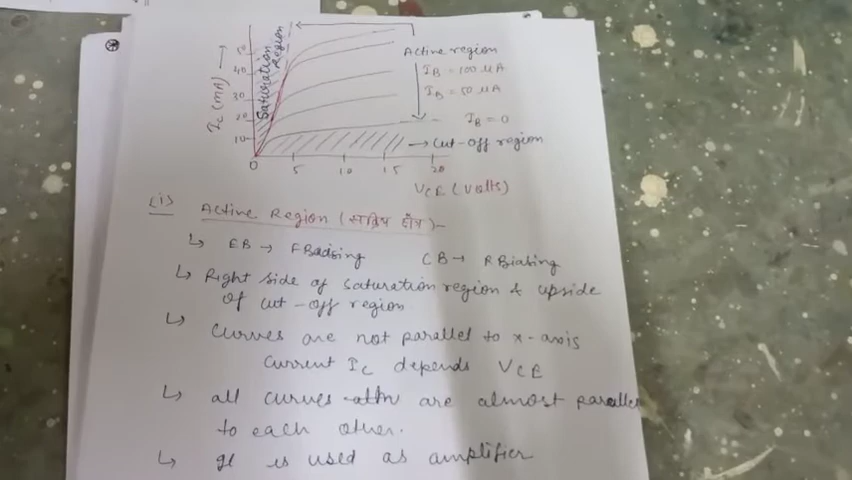 Ic (MA) →
50
40
30
20
10
0
5
10
15
20
Saturation
Region
Active region
IB = 100 μA
IB = 50 μA
IB = 0
→ Cut-off region
VCE (Volts)
(i) Active Region (सक्रिय क्षेत्र)-
↳ EB → FBaising CB → RBiasing
↳ Right side of saturation region & upside
of cut-off region
↳ Curves are not parallel to x-axis
Current Ic depends VCE
↳ all curves are almost parallel
to each other.
↳ It is used as amplifier